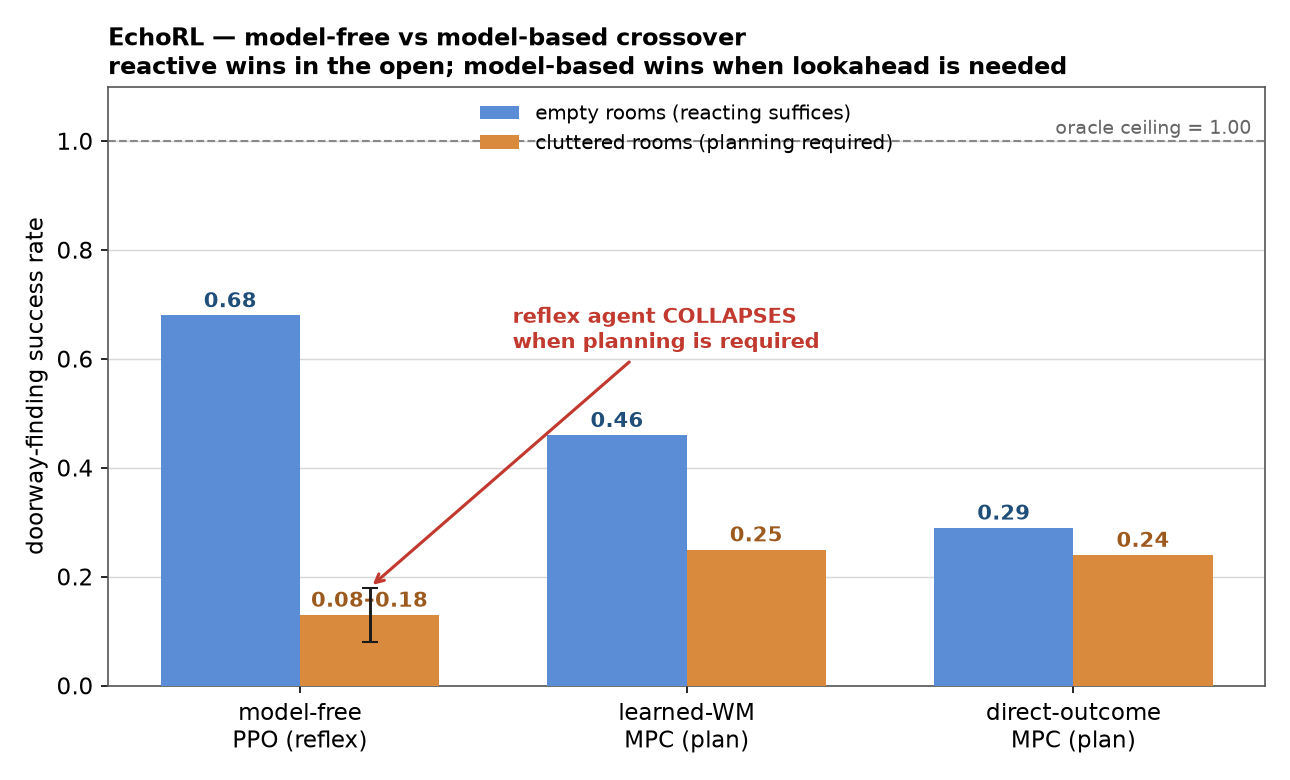 EchoRL — model-free vs model-based crossover
reactive wins in the open; model-based wins when lookahead is needed
empty rooms (reacting suffices)
cluttered rooms (planning required)
oracle ceiling = 1.00
doorway-finding success rate
1.0
0.8
0.6
0.4
0.2
0.0
0.68
0.08-0.18
reflex agent COLLAPSES
when planning is required
0.46
0.25
0.29
0.24
model-free
PPO (reflex)
learned-WM
MPC (plan)
direct-outcome
MPC (plan)